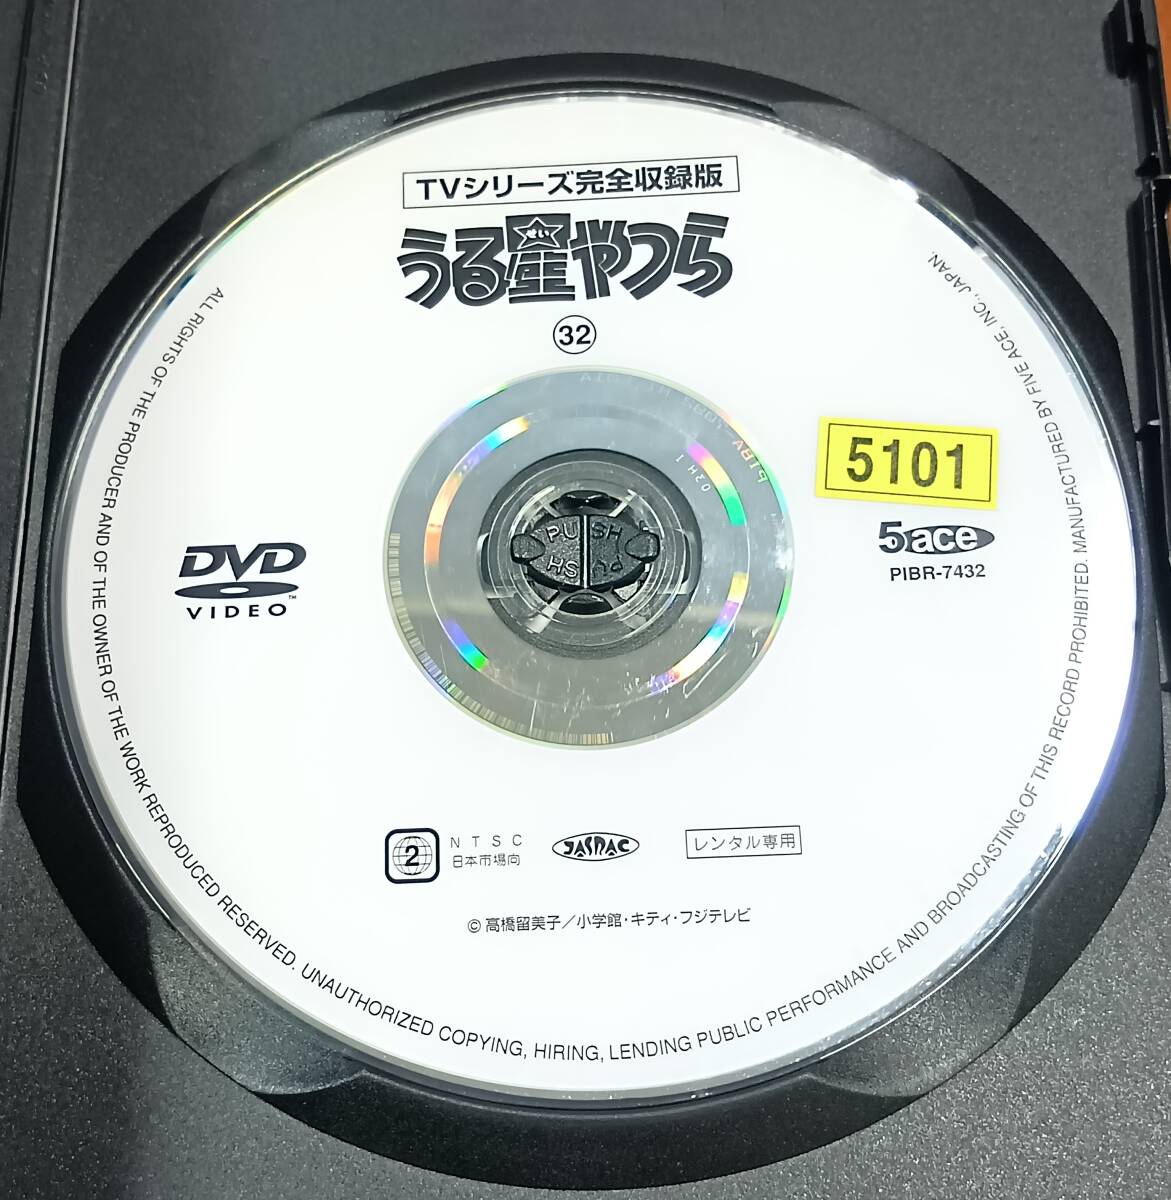 TVシリーズ完全収録版
うる星やつら
せい
32
5101
5ace
PIBR-7432
DVD
VIDEO
TM
PUSH
PUSH
2
NTSC
日本市場向
JASRAC
レンタル専用
© 高橋留美子／小学館・キティ・フジテレビ
ALL RIGHTS OF THE PRODUCER AND OF THE OWNER OF THE WORK REPRODUCED RESERVED. UNAUTHORIZED COPYING, HIRING, LENDING PUBLIC PERFORMANCE AND BROADCASTING OF THIS RECORD PROHIBITED. MANUFACTURED BY FIVE ACE, INC., JAPAN.